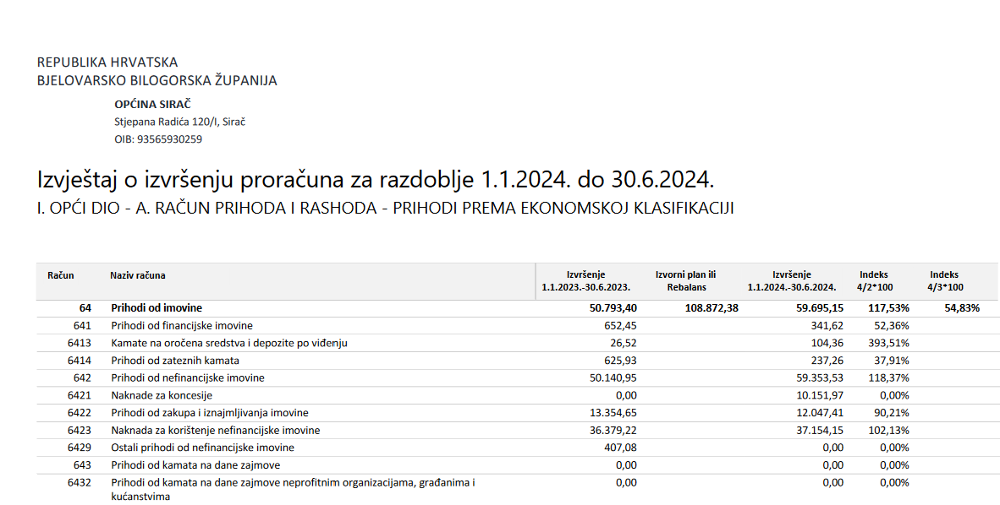 REPUBLIKA HRVATSKA
BJELOVARSKO BILOGORSKA ŽUPANIJA
OPĆINA SIRAČ
Stjepana Radića 120/I, Sirač
OIB: 93565930259
Izvještaj o izvršenju proračuna za razdoblje 1.1.2024. do 30.6.2024.
I. OPĆI DIO - A. RAČUN PRIHODA I RASHODA - PRIHODI PREMA EKONOMSKOJ KLASIFIKACIJI
Račun Naziv računa Izvršenje 1.1.2023.-30.6.2023. Izvorni plan ili Rebalans Izvršenje 1.1.2024.-30.6.2024. Indeks 4/2*100 Indeks 4/3*100
64 Prihodi od imovine 50.793,40 108.872,38 59.695,15 117,53% 54,83%
641 Prihodi od financijske imovine 652,45 341,62 52,36%
6413 Kamate na oročena sredstva i depozite po viđenju 26,52 104,36 393,51%
6414 Prihodi od zateznih kamata 625,93 237,26 37,91%
642 Prihodi od nefinancijske imovine 50.140,95 59.353,53 118,37%
6421 Naknade za koncesije 0,00 10.151,97 0,00%
6422 Prihodi od zakupa i iznajmljivanja imovine 13.354,65 12.047,41 90,21%
6423 Naknada za korištenje nefinancijske imovine 36.379,22 37.154,15 102,13%
6429 Ostali prihodi od nefinancijske imovine 407,08 0,00 0,00%
643 Prihodi od kamata na dane zajmove 0,00 0,00 0,00%
6432 Prihodi od kamata na dane zajmove neprofitnim organizacijama, građanima i 0,00 0,00 0,00%
kućanstvima